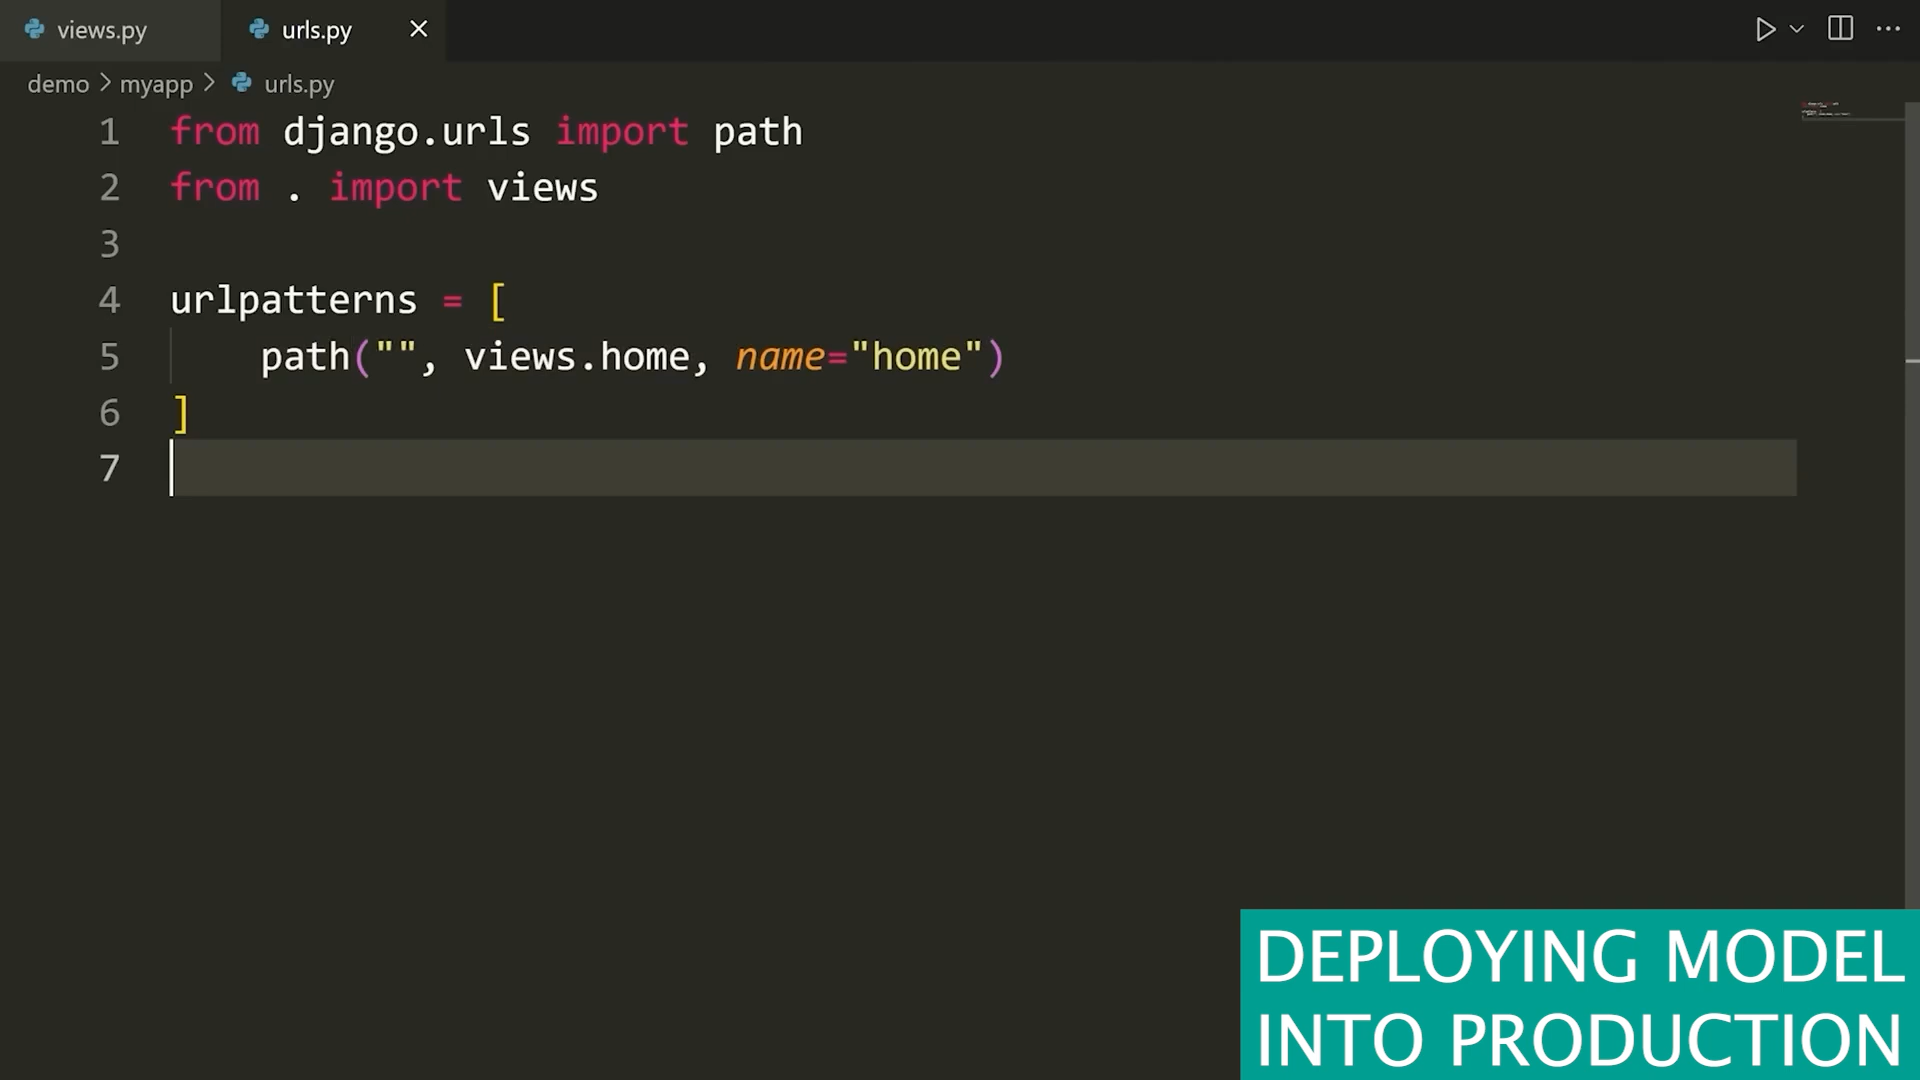 views.py
urls.py
demo > myapp > urls.py
1 from django.urls import path
2 from . import views
3
4 urlpatterns = [
5     path("", views.home, name="home")
6 ]
7
DEPLOYING MODEL
INTO PRODUCTION